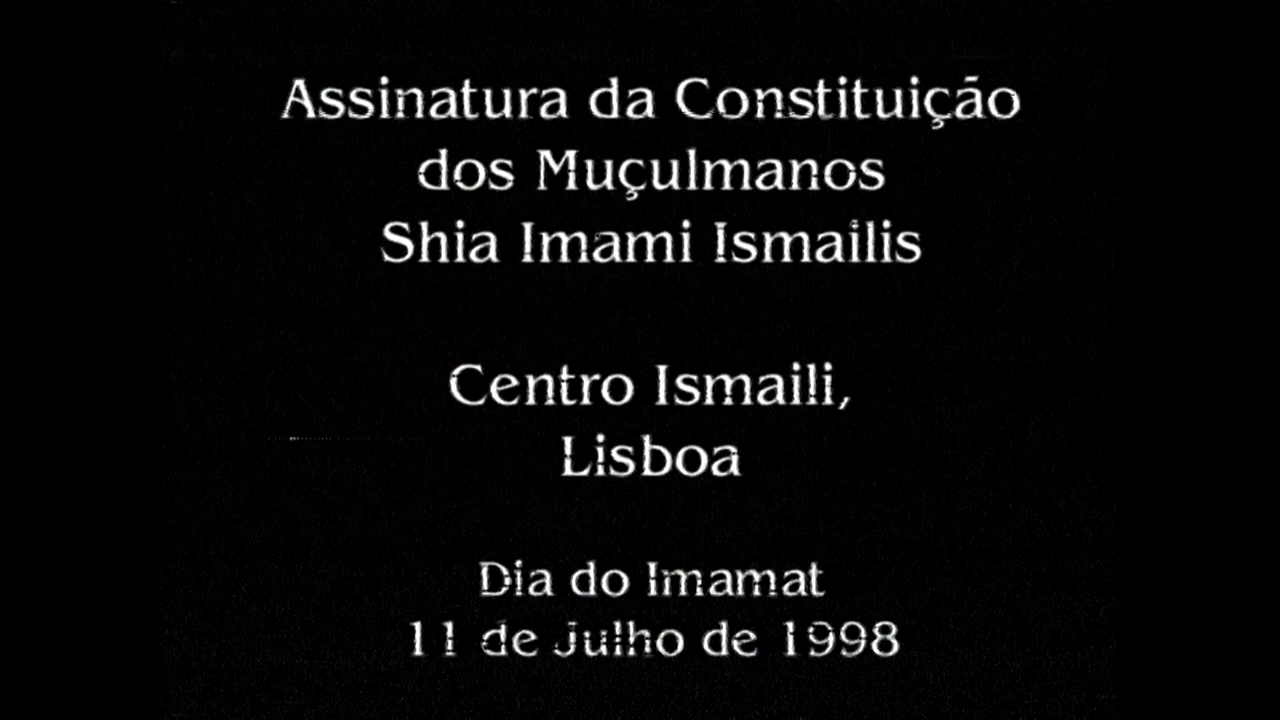 Assinatura da Constituição
dos Muçulmanos
Shia Imami Ismailis
Centro Ismaili,
Lisboa
Dia do Imamat
11 de Julho de 1998